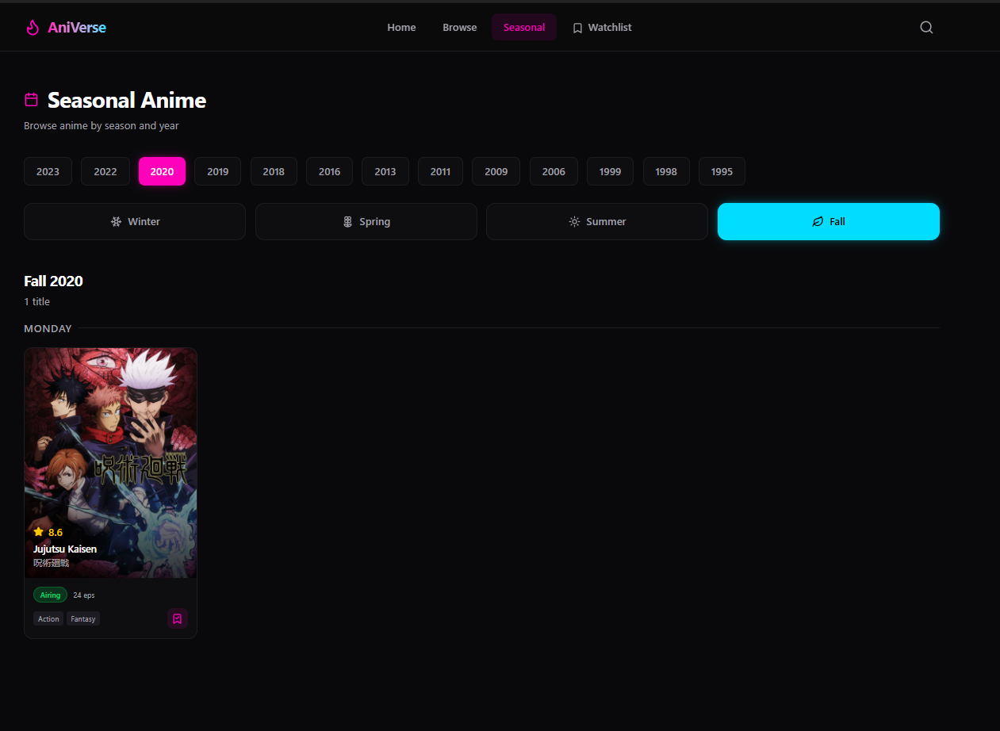 AniVerse
Home Browse Seasonal Watchlist
Seasonal Anime
Browse anime by season and year
2023 2022 2020 2019 2018 2016 2013 2011 2009 2006 1999 1998 1995
Winter Spring Summer Fall
Fall 2020
1 title
MONDAY
呪術廻戦
8.6
Jujutsu Kaisen
呪術廻戦
Airing 24 eps
Action Fantasy